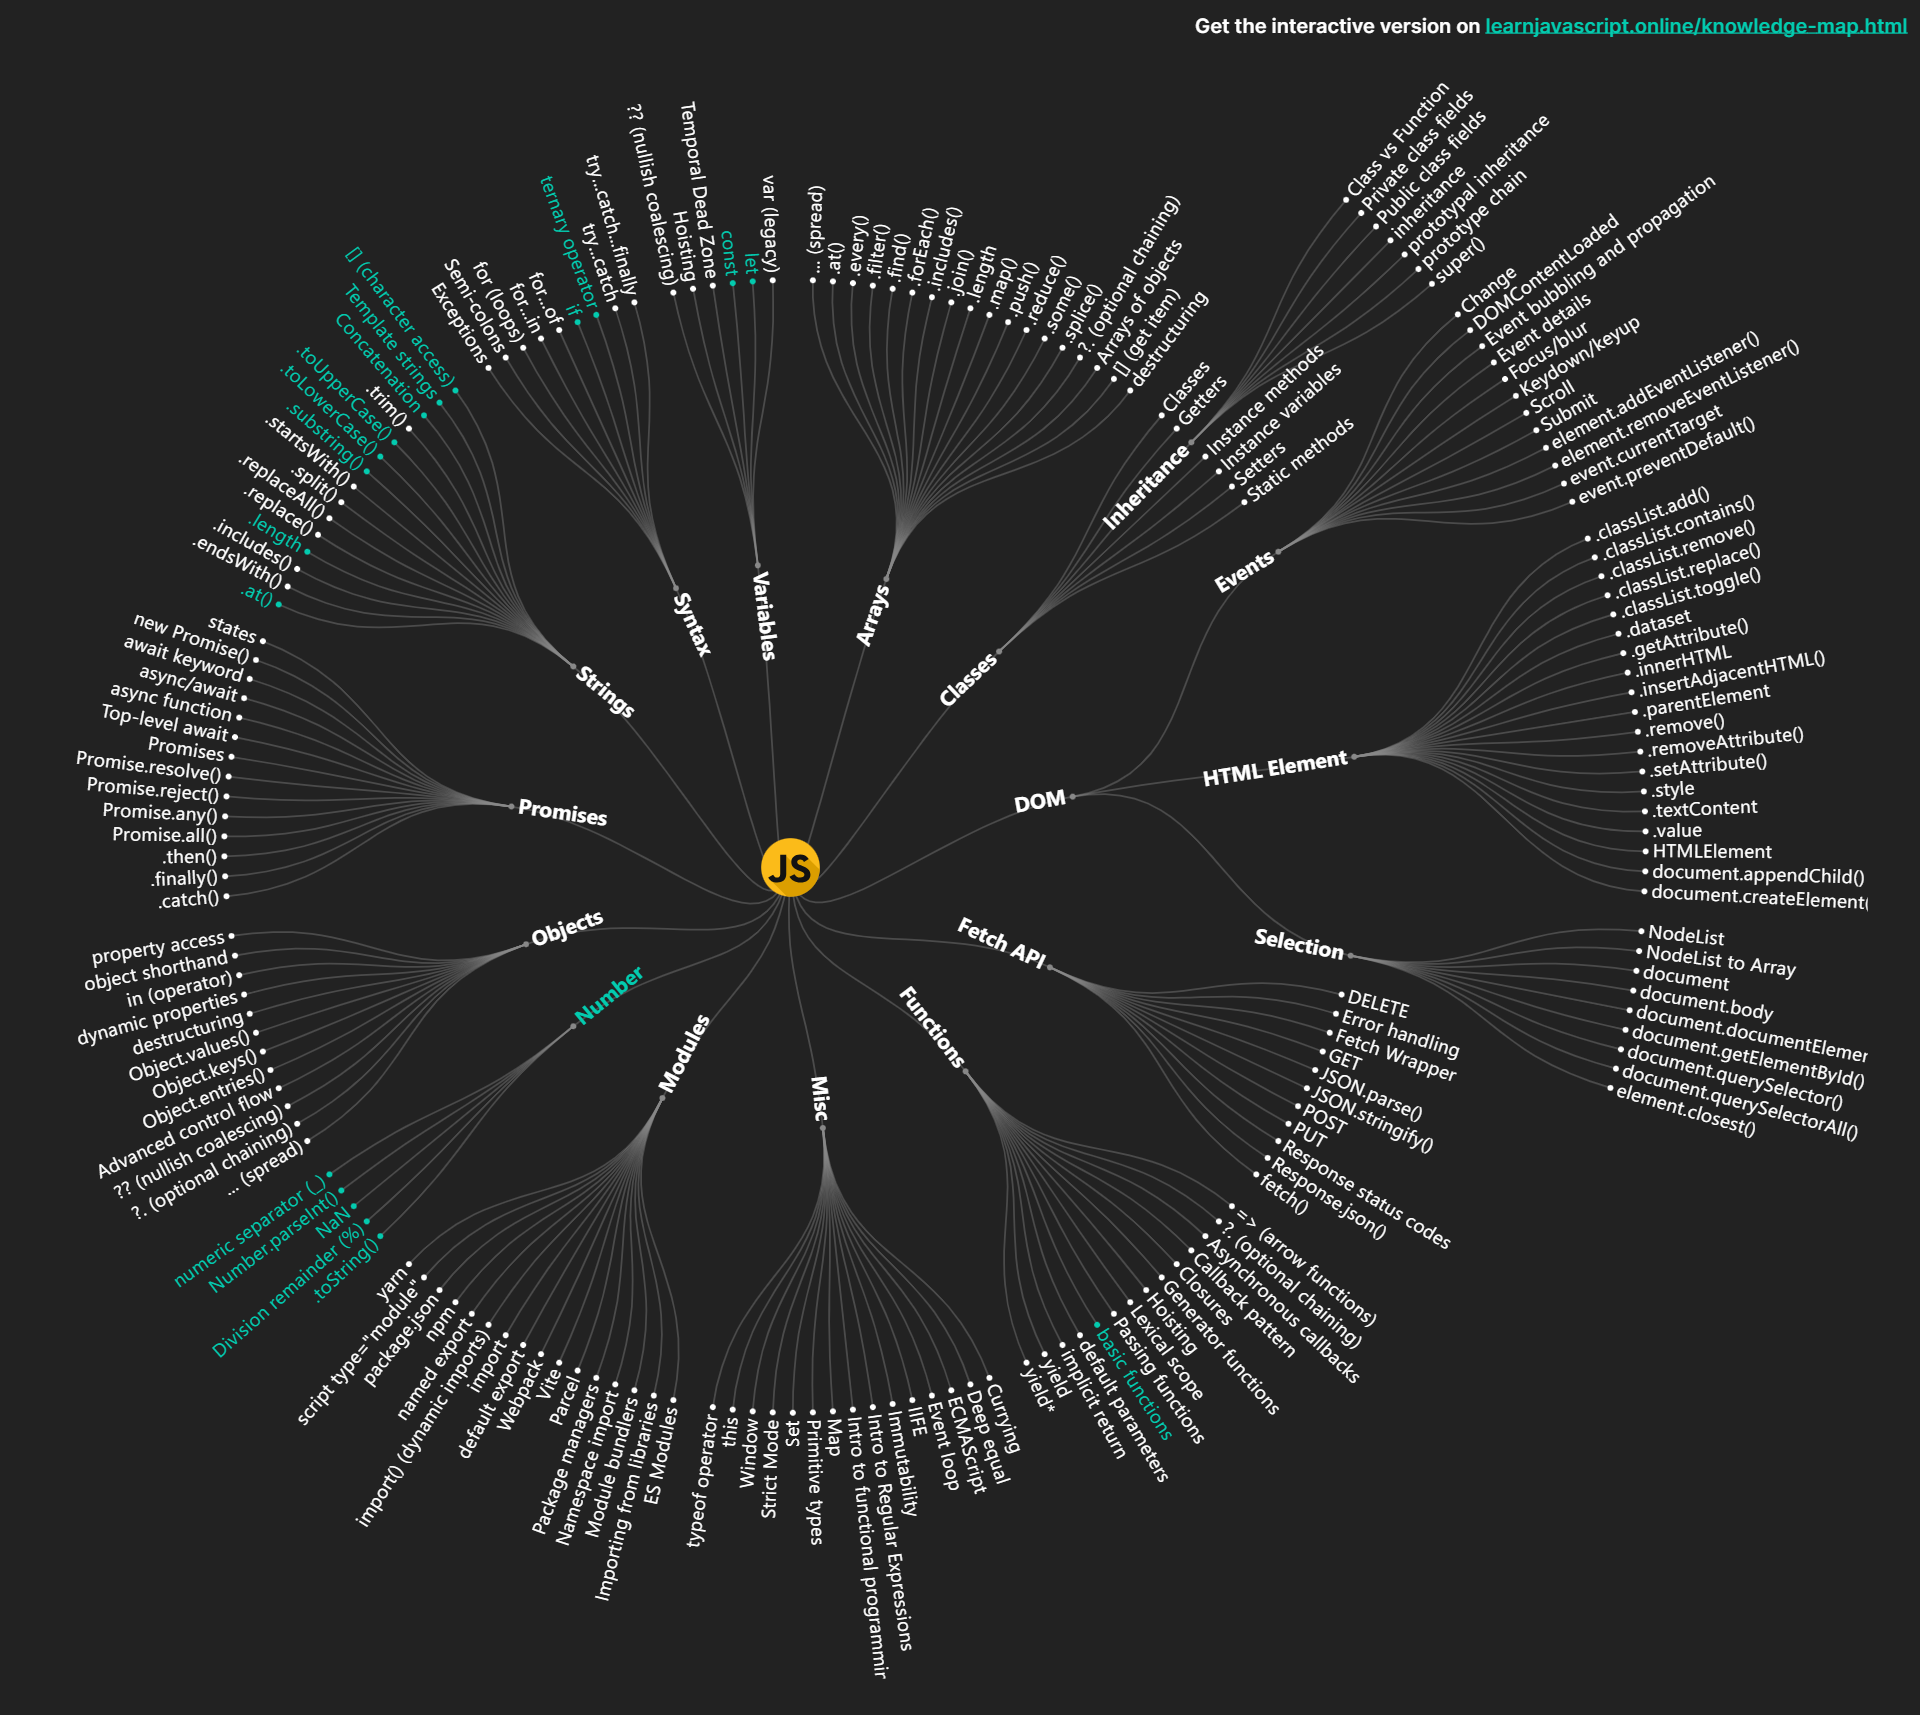 Get the interactive version on learnjavascript.online/knowledge-map.html
JS
Variables
?? (nullish coalescing)
Hoisting
Temporal Dead Zone
const
let
var (legacy)
Arrays
... (spread)
.at()
.every()
.filter()
.find()
.forEach()
.includes()
.join()
.length
.map()
.push()
.reduce()
.some()
.splice()
?. (optional chaining)
Arrays of objects
[] (get item)
destructuring
Classes
Classes
Getters
Inheritance
Class vs Function
Private class fields
Public class fields
inheritance
prototypal inheritance
prototype chain
super()
Instance methods
Instance variables
Setters
Static methods
DOM
Events
Change
DOMContentLoaded
Event bubbling and propagation
Event details
Focus/blur
Keydown/keyup
Scroll
Submit
element.addEventListener()
element.removeEventListener()
event.currentTarget
event.preventDefault()
HTML Element
.classList.add()
.classList.contains()
.classList.remove()
.classList.replace()
.classList.toggle()
.dataset
.getAttribute()
.innerHTML
.insertAdjacentHTML()
.parentElement
.remove()
.removeAttribute()
.setAttribute()
.style
.textContent
.value
HTMLElement
document.appendChild()
document.createElement(
Selection
NodeList
NodeList to Array
document
document.body
document.documentElemer
document.getElementById()
document.querySelector()
document.querySelectorAll()
element.closest()
Fetch API
DELETE
Error handling
Fetch Wrapper
GET
JSON.parse()
JSON.stringify()
POST
PUT
Response status codes
Response.json()
fetch()
Functions
=> (arrow functions)
?. (optional chaining)
Asynchronous callbacks
Callback pattern
Closures
Generator functions
Hoisting
Lexical scope
Passing functions
basic functions
default parameters
implicit return
yield
yield*
Misc
Currying
Deep equal
ECMAScript
Event loop
IIFE
Immutability
Intro to Regular Expressions
Intro to functional programmir
Map
Primitive types
Set
Strict Mode
Window
this
typeof operator
Modules
ES Modules
Importing from libraries
Module bundlers
Namespace import
Package managers
Parcel
Vite
Webpack
default export
import
import() (dynamic imports)
named export
npm
package.json
script type="module"
yarn
Number
.toString()
Division remainder (%)
NaN
Number.parseInt()
numeric separator (_)
Objects
... (spread)
?. (optional chaining)
?? (nullish coalescing)
Advanced control flow
Object.entries()
Object.keys()
Object.values()
destructuring
dynamic properties
in (operator)
object shorthand
property access
Promises
.catch()
.finally()
.then()
Promise.all()
Promise.any()
Promise.reject()
Promise.resolve()
Promises
Top-level await
async function
async/await
await keyword
new Promise()
states
Strings
.at()
.endsWith()
.includes()
.length
.replace()
.replaceAll()
.split()
.startsWith()
.substring()
.toLowerCase()
.toUpperCase()
.trim()
Concatenation
Template strings
[] (character access)
Syntax
Exceptions
Semi-colons
for (loops)
for...in
for...of
if
ternary operator
try...catch
try...catch...finally